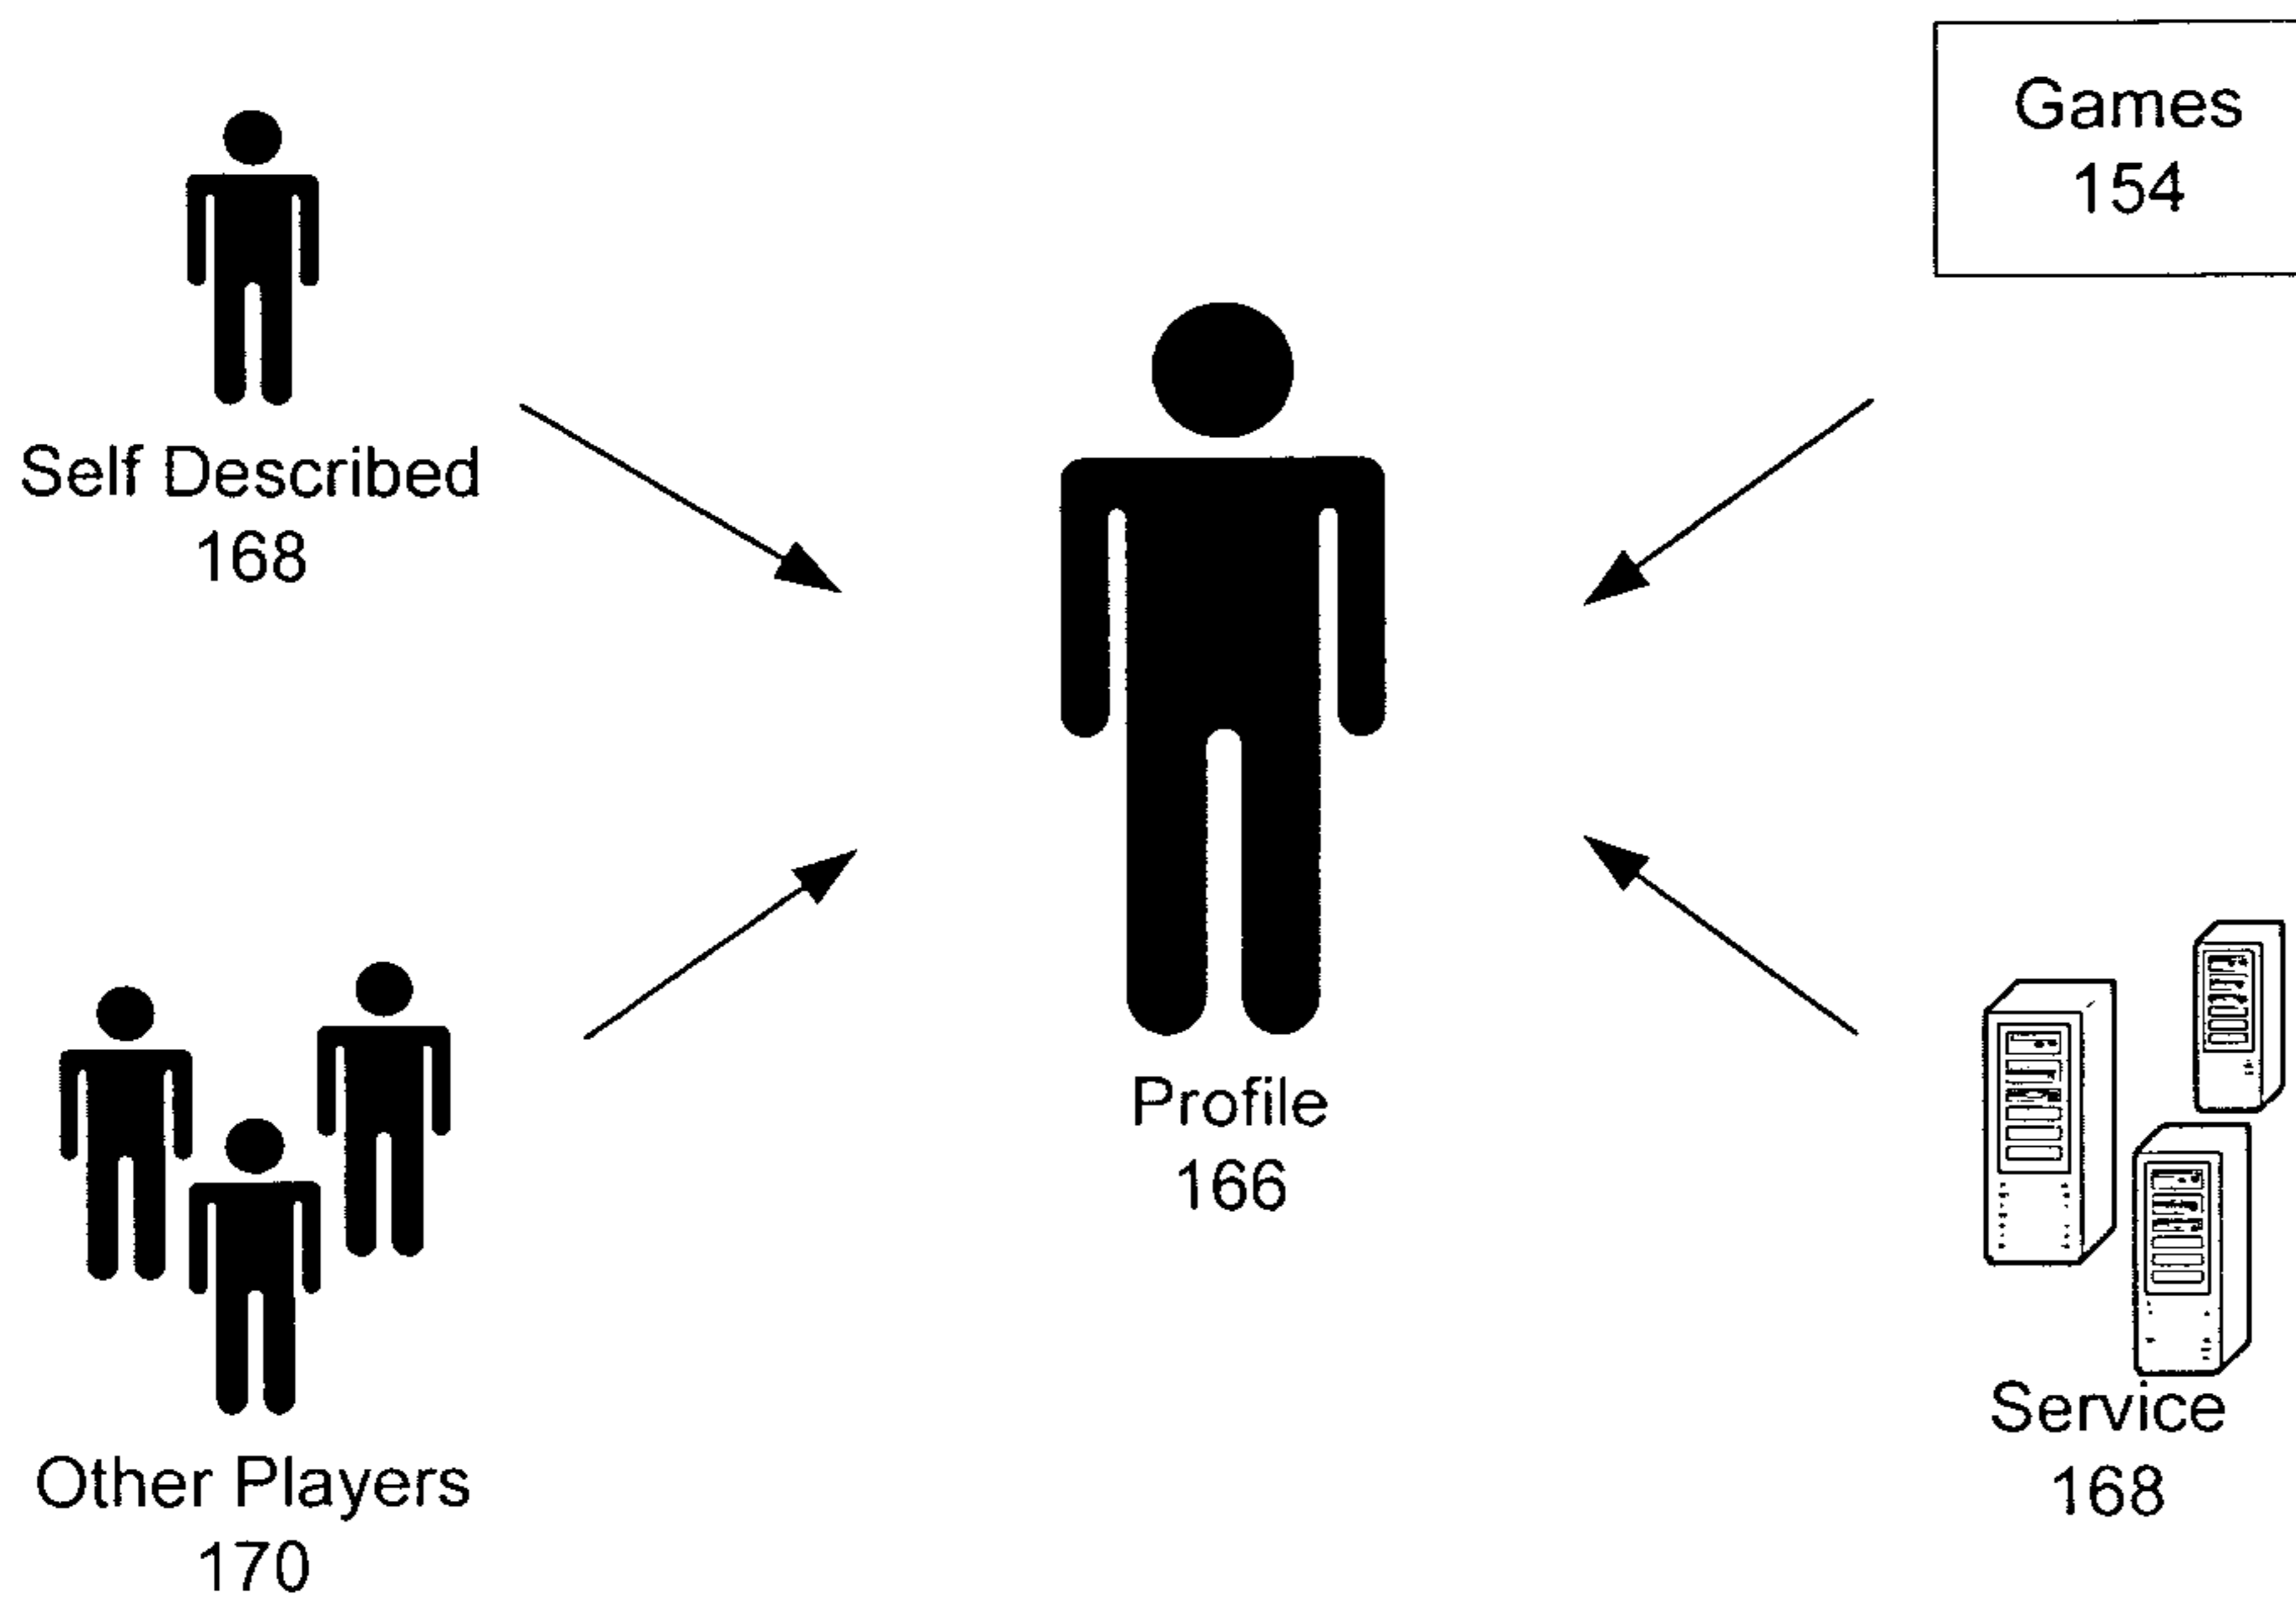 Games
154
Self Described
168
Profile
166
Service
168
Other Players
170